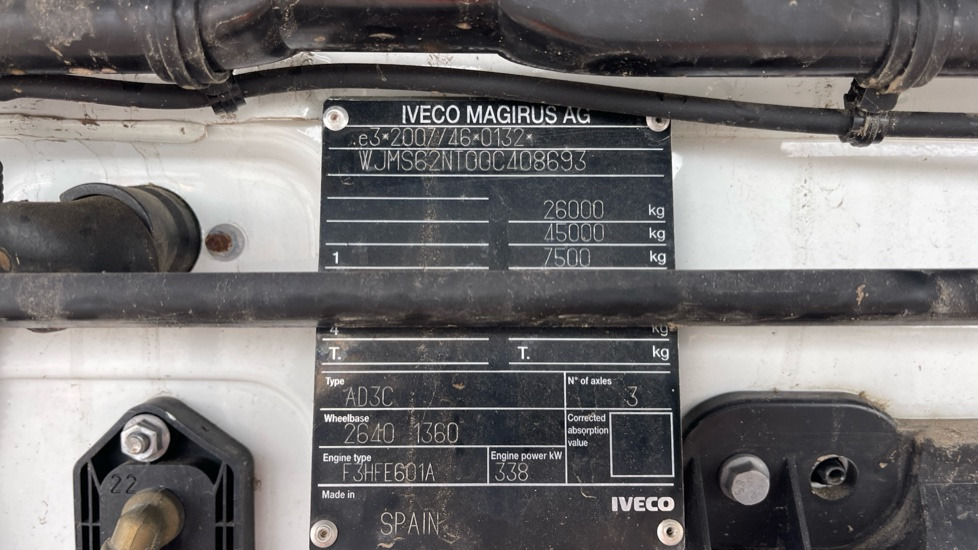 IVECO MAGIRUS AG
e3*2007/46*0132*
WJMS62NT00C408693
26000 kg
45000 kg
1 7500 kg
4 kg
T. T. kg
Type AD3C N° of axles 3
Wheelbase 2640 1360 Corrected absorption value
Engine type F3HFE601A Engine power kW 338
Made in SPAIN IVECO
22